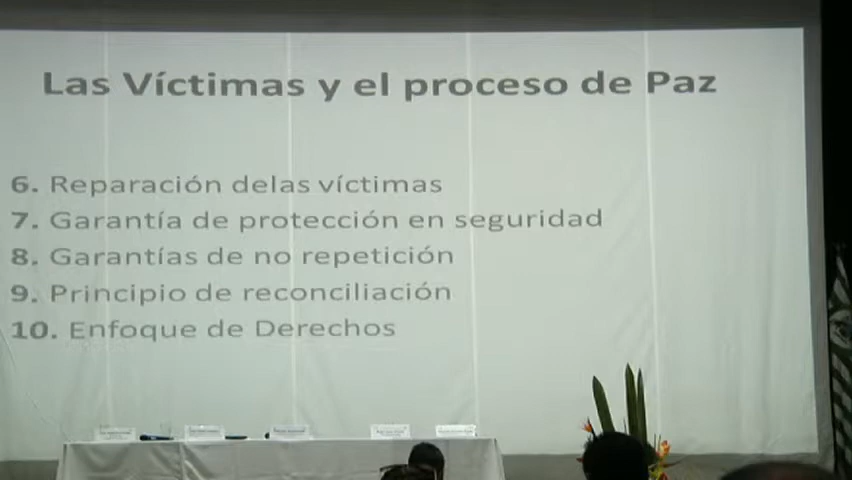 Las Víctimas y el proceso de Paz
6. Reparación delas víctimas
7. Garantía de protección en seguridad
8. Garantías de no repetición
9. Principio de reconciliación
10. Enfoque de Derechos